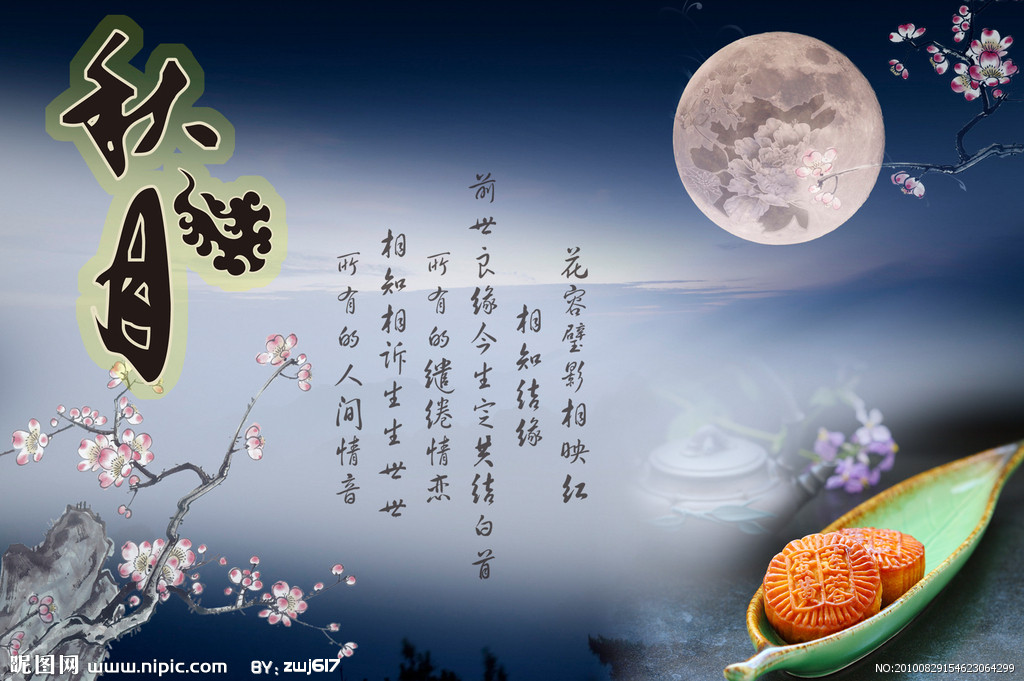 秋月
花容璧影相映红
相知结缘
前世良缘今生定共结白首
所有的缱绻情恋
相知相诉生生世世
所有的人间情音
昵图网 www.nipic.com BY: zwj617
NO:20100829154623064299